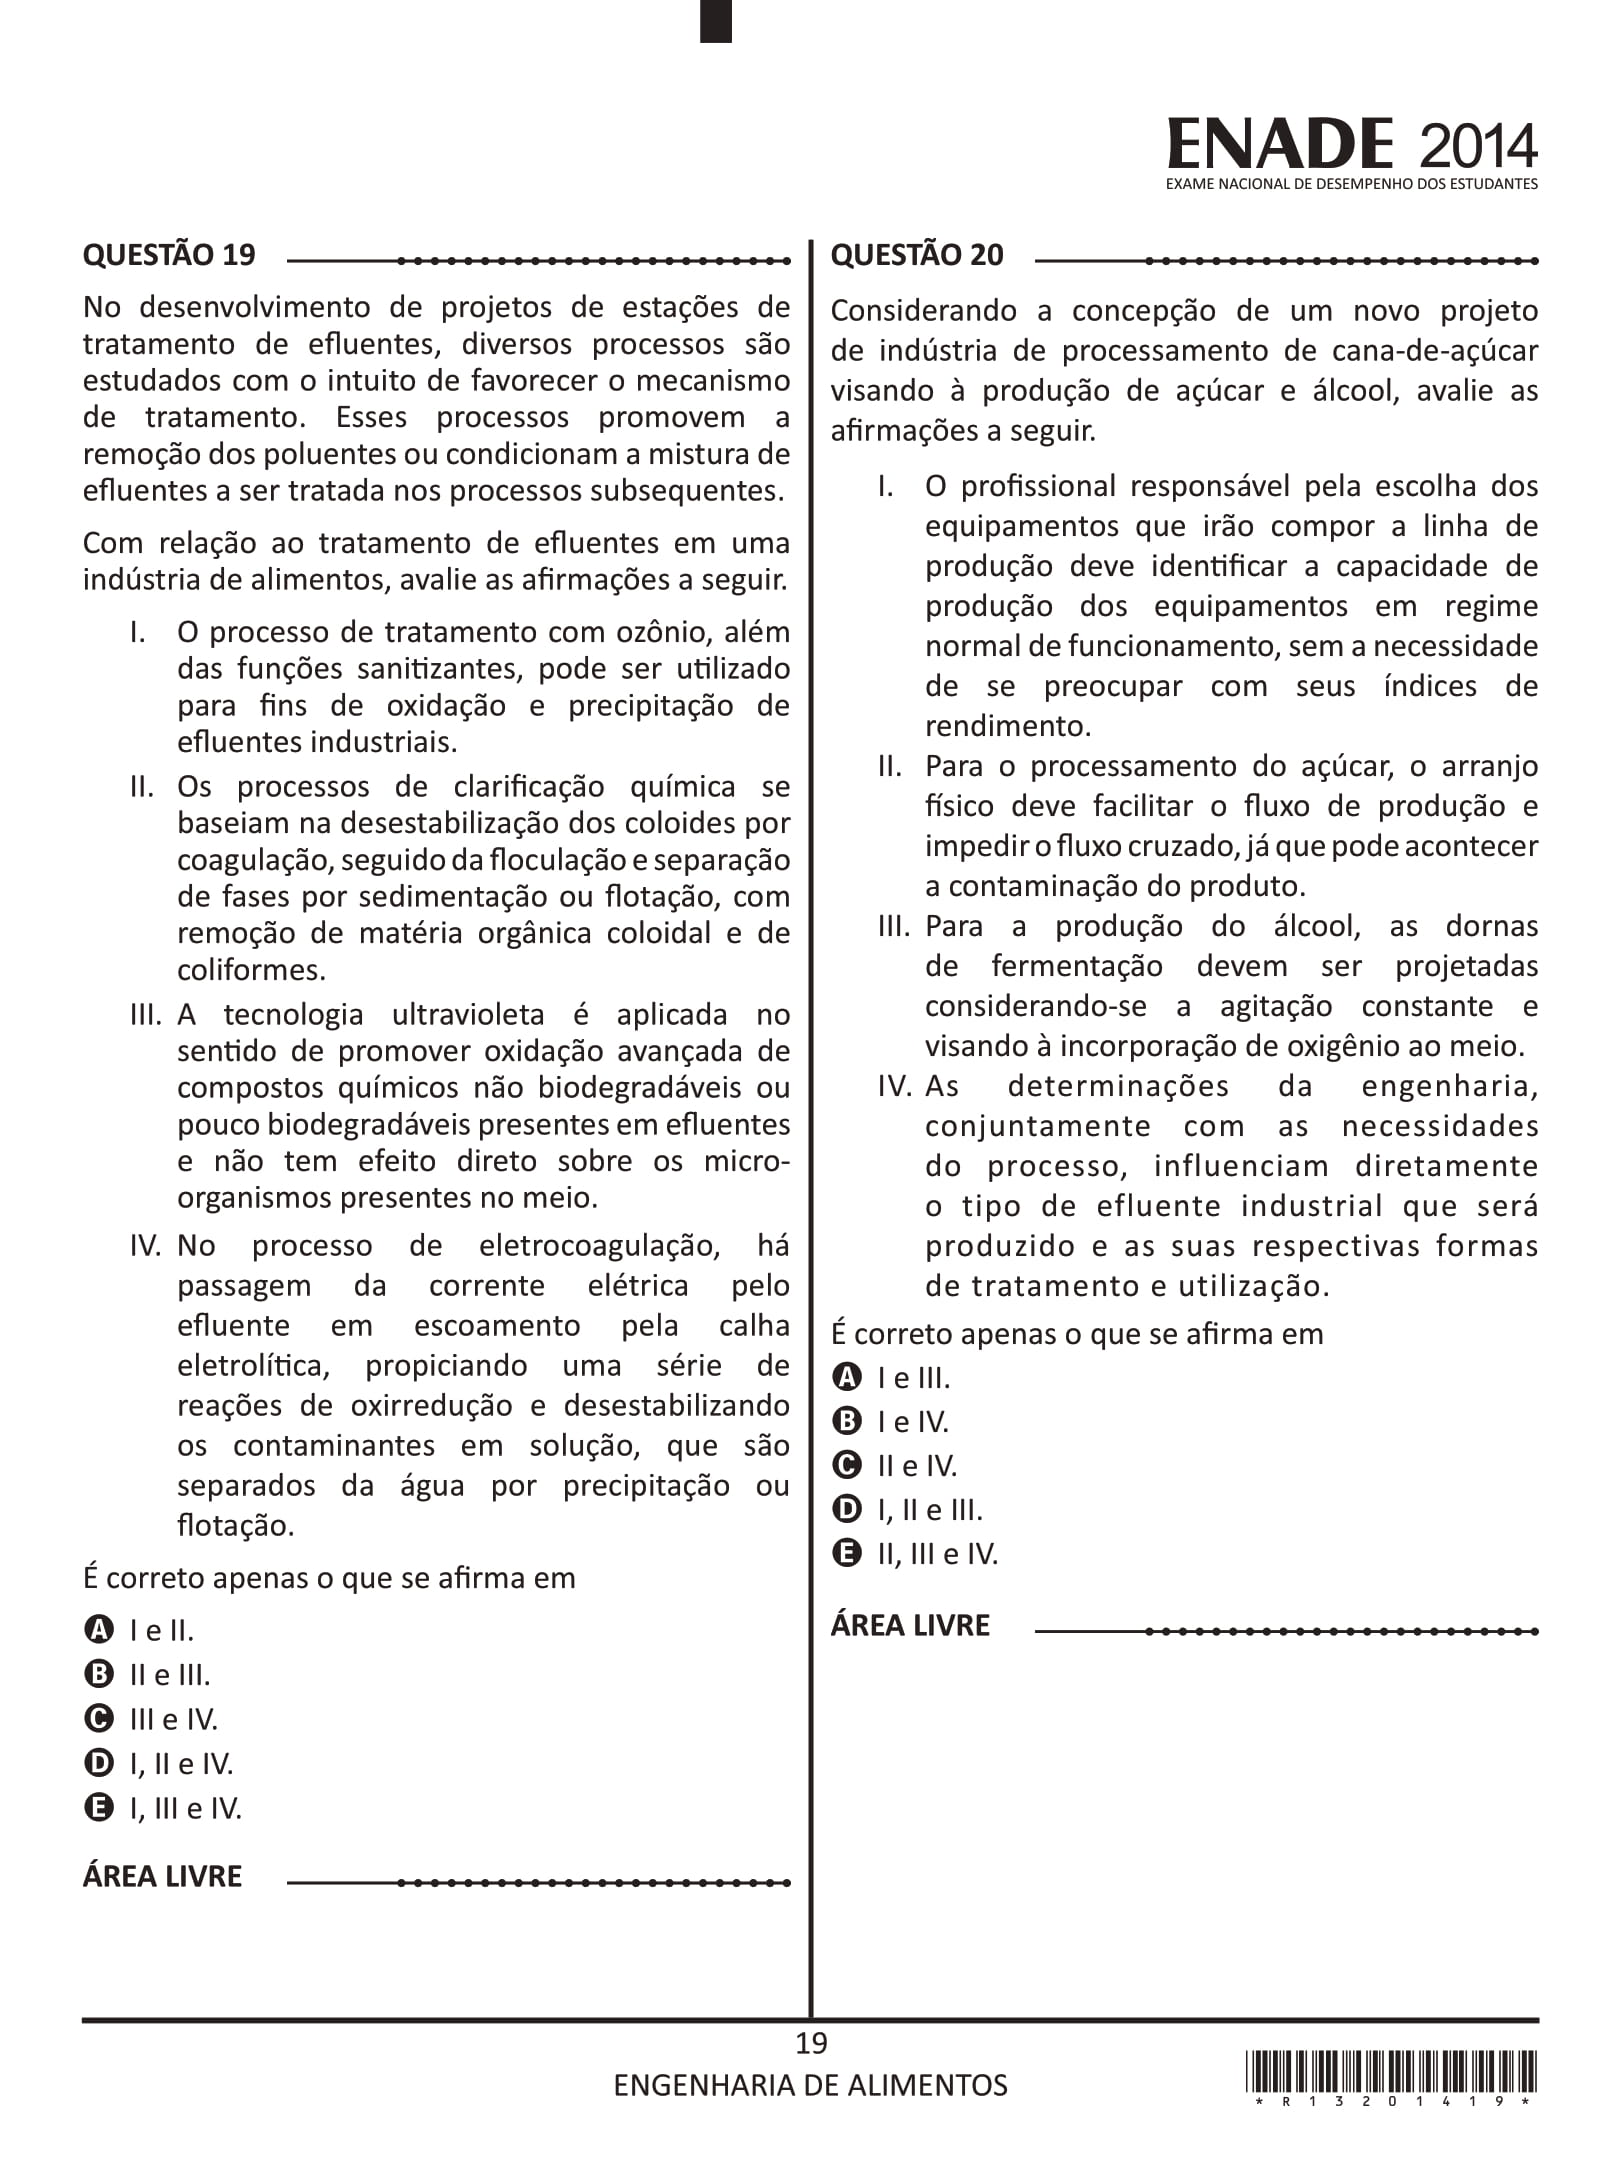 ENADE 2014
EXAME NACIONAL DE DESEMPENHO DOS ESTUDANTES
QUESTÃO 19
No desenvolvimento de projetos de estações de
tratamento de efluentes, diversos processos são
estudados com o intuito de favorecer o mecanismo
de tratamento. Esses processos promovem a
remoção dos poluentes ou condicionam a mistura de
efluentes a ser tratada nos processos subsequentes.
Com relação ao tratamento de efluentes em uma
indústria de alimentos, avalie as afirmações a seguir.
I. O processo de tratamento com ozônio, além
das funções sanitizantes, pode ser utilizado
para fins de oxidação e precipitação de
efluentes industriais.
II. Os processos de clarificação química se
baseiam na desestabilização dos coloides por
coagulação, seguido da floculação e separação
de fases por sedimentação ou flotação, com
remoção de matéria orgânica coloidal e de
coliformes.
III. A tecnologia ultravioleta é aplicada no
sentido de promover oxidação avançada de
compostos químicos não biodegradáveis ou
pouco biodegradáveis presentes em efluentes
e não tem efeito direto sobre os micro-
organismos presentes no meio.
IV. No processo de eletrocoagulação, há
passagem da corrente elétrica pelo
efluente em escoamento pela calha
eletrolítica, propiciando uma série de
reações de oxirredução e desestabilizando
os contaminantes em solução, que são
separados da água por precipitação ou
flotação.
É correto apenas o que se afirma em
A I e II.
B II e III.
C III e IV.
D I, II e IV.
E I, III e IV.
ÁREA LIVRE
QUESTÃO 20
Considerando a concepção de um novo projeto
de indústria de processamento de cana-de-açúcar
visando à produção de açúcar e álcool, avalie as
afirmações a seguir.
I. O profissional responsável pela escolha dos
equipamentos que irão compor a linha de
produção deve identificar a capacidade de
produção dos equipamentos em regime
normal de funcionamento, sem a necessidade
de se preocupar com seus índices de
rendimento.
II. Para o processamento do açúcar, o arranjo
físico deve facilitar o fluxo de produção e
impedir o fluxo cruzado, já que pode acontecer
a contaminação do produto.
III. Para a produção do álcool, as dornas
de fermentação devem ser projetadas
considerando-se a agitação constante e
visando à incorporação de oxigênio ao meio.
IV. As determinações da engenharia,
conjuntamente com as necessidades
do processo, influenciam diretamente
o tipo de efluente industrial que será
produzido e as suas respectivas formas
de tratamento e utilização.
É correto apenas o que se afirma em
A I e III.
B I e IV.
C II e IV.
D I, II e III.
E II, III e IV.
ÁREA LIVRE
19
ENGENHARIA DE ALIMENTOS
* R 1 3 2 0 1 4 1 9 *